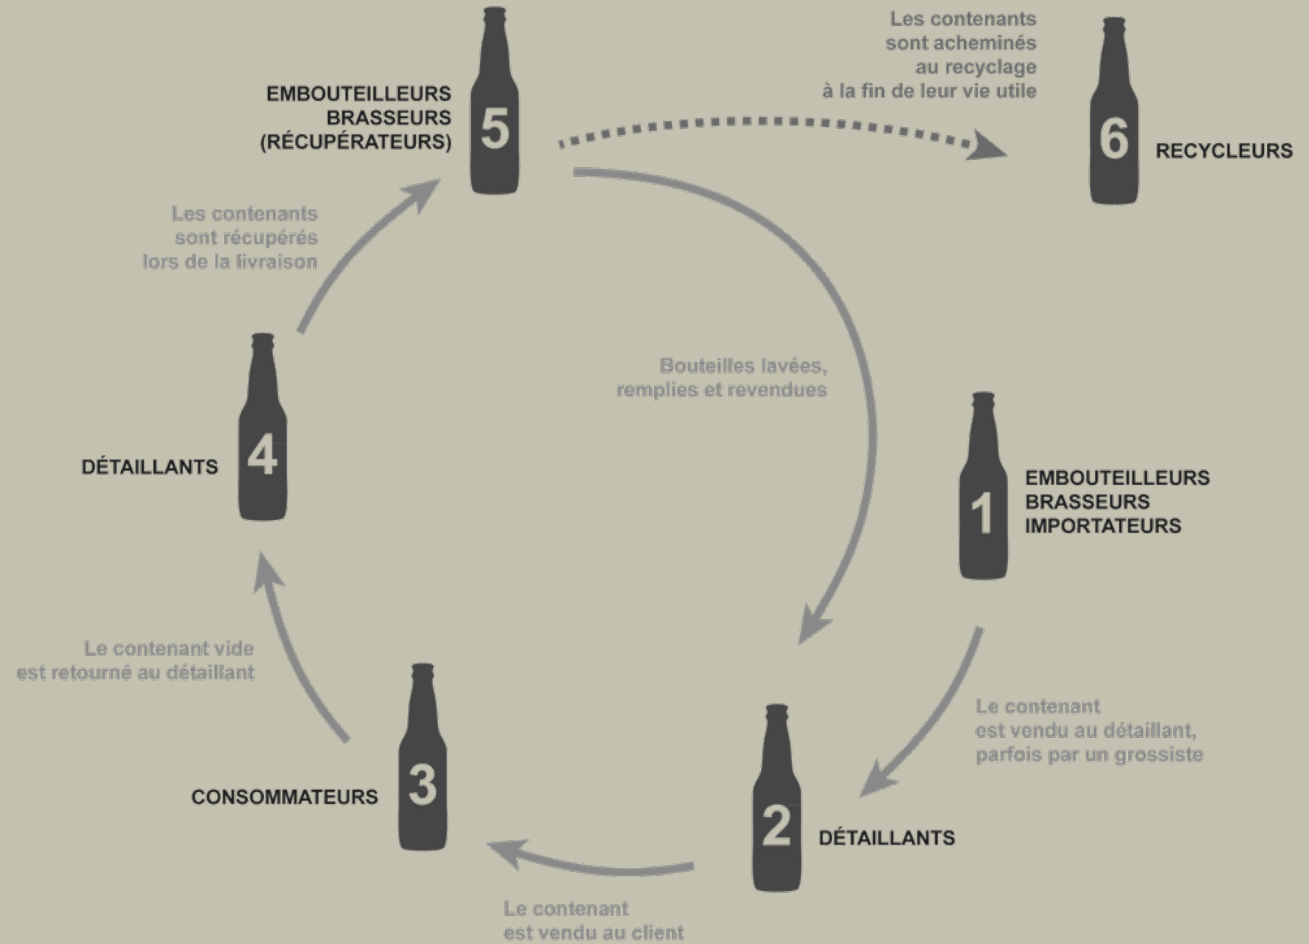 Les contenants
sont acheminés
au recyclage
à la fin de leur vie utile
EMBOUTEILLEURS
BRASSEURS
(RÉCUPÉRATEURS)
5
6
RECYCLEURS
Les contenants
sont récupérés
lors de la livraison
Bouteilles lavées,
remplies et revendues
4
DÉTAILLANTS
1
EMBOUTEILLEURS
BRASSEURS
IMPORTATEURS
Le contenant vide
est retourné au détaillant
Le contenant
est vendu au détaillant,
parfois par un grossiste
3
CONSOMMATEURS
2
DÉTAILLANTS
Le contenant
est vendu au client